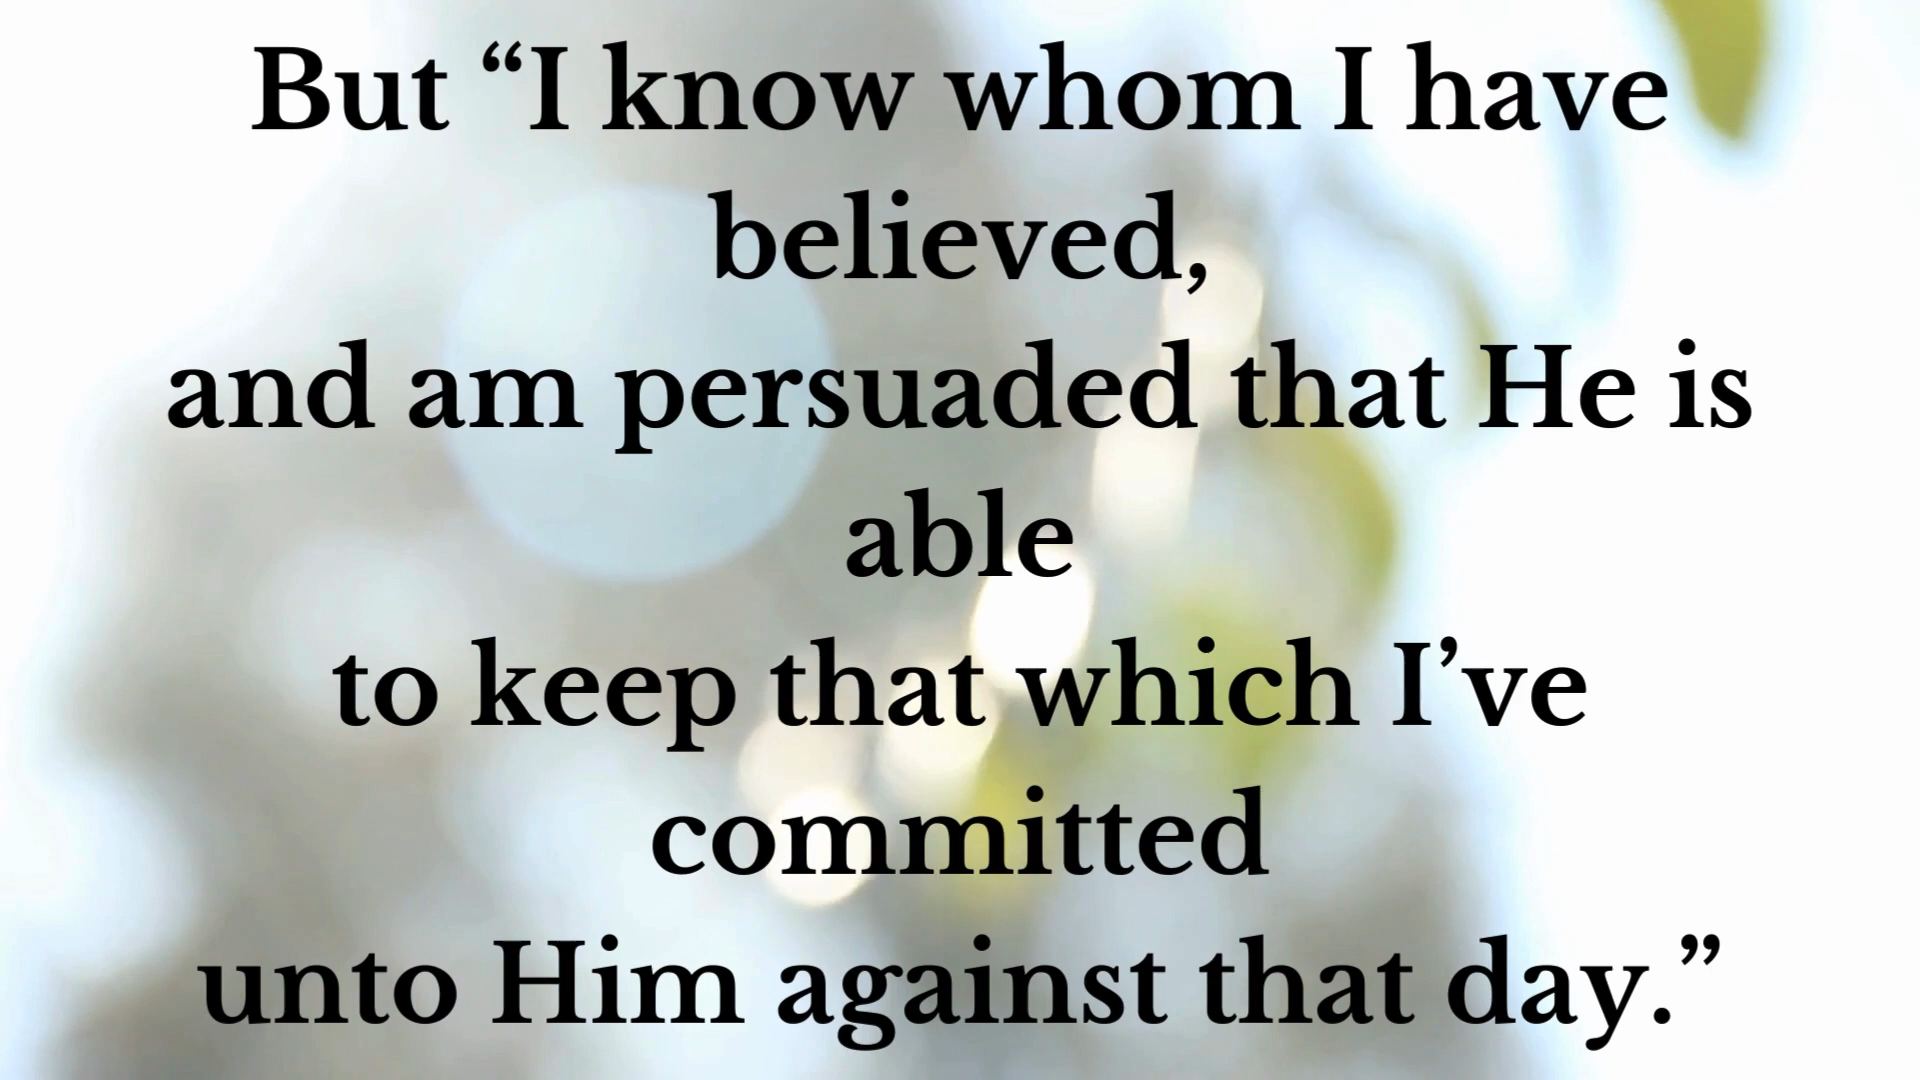 But “I know whom I have
believed,
and am persuaded that He is
able
to keep that which I’ve
committed
unto Him against that day.”